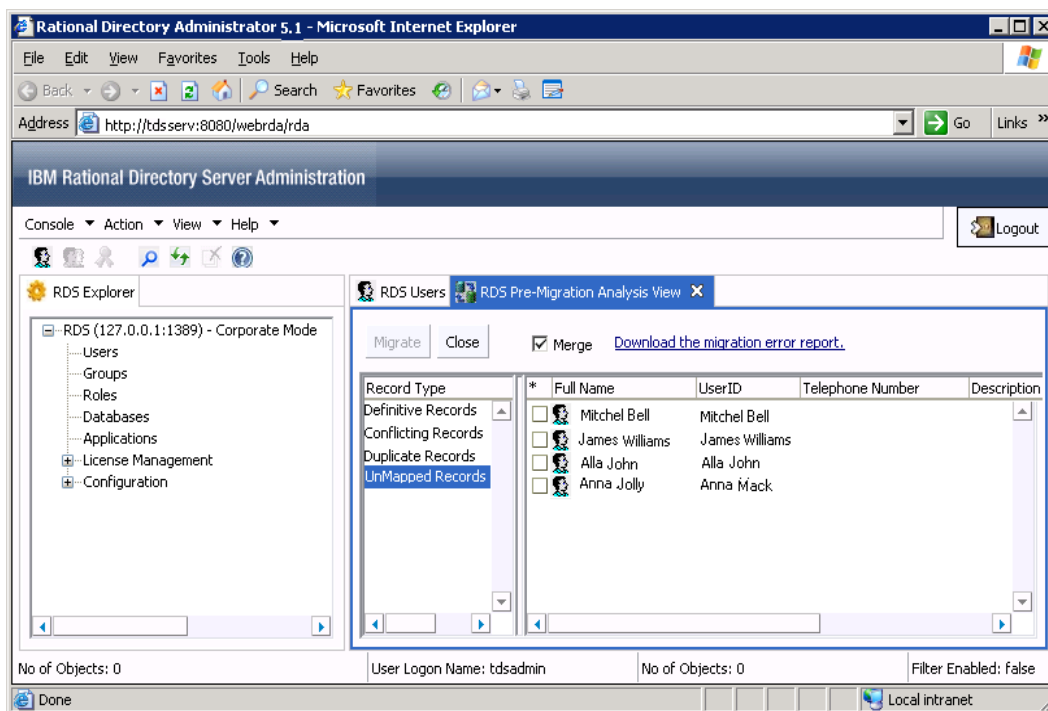 Rational Directory Administrator 5.1 - Microsoft Internet Explorer
File Edit View Favorites Tools Help
Back Search Favorites
Address http://tdsserv:8080/webrda/rda Go Links »
IBM Rational Directory Server Administration
Console Action View Help
Logout
RDS Explorer
RDS Users RDS Pre-Migration Analysis View
RDS (127.0.0.1:1389) - Corporate Mode
Users
Groups
Roles
Databases
Applications
License Management
Configuration
Migrate Close Merge Download the migration error report.
Record Type
Definitive Records
Conflicting Records
Duplicate Records
UnMapped Records
* Full Name UserID Telephone Number Description
Mitchel Bell Mitchel Bell
James Williams James Williams
Alla John Alla John
Anna Jolly Anna Mack
No of Objects: 0 User Logon Name: tdsadmin No of Objects: 0 Filter Enabled: false
Done Local intranet